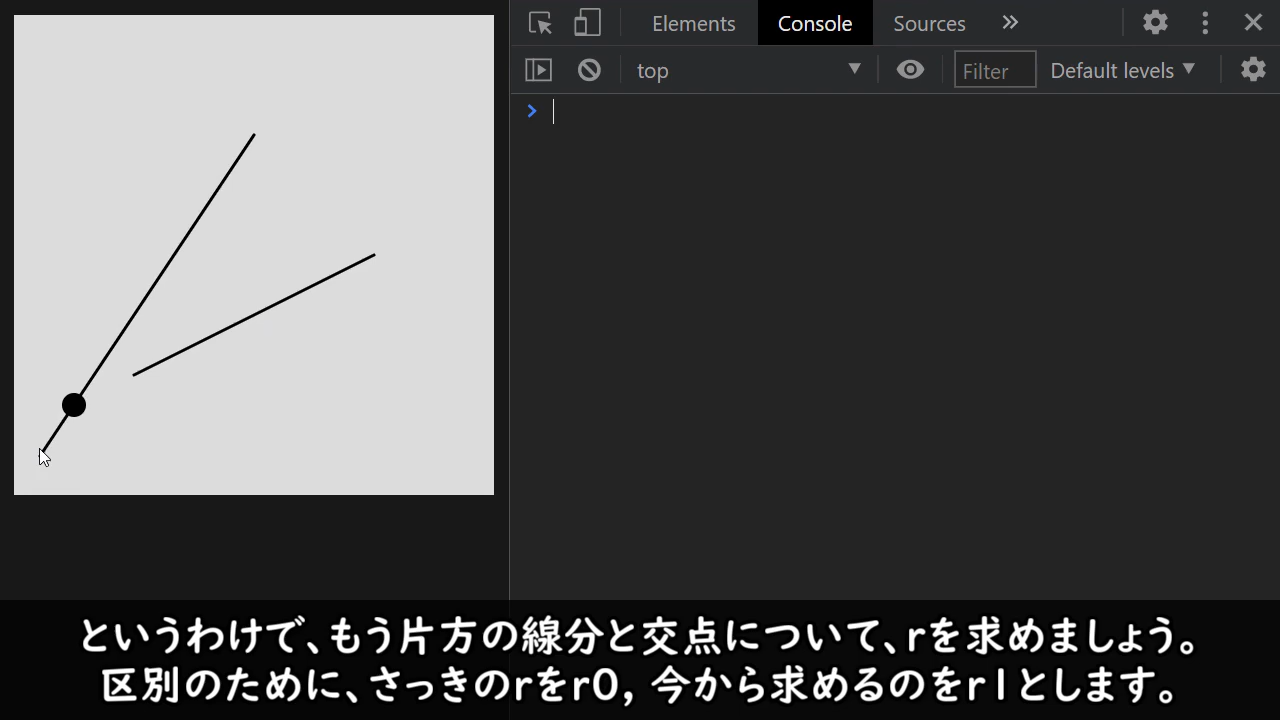 Elements Console Sources
top Filter Default levels
というわけで、もう片方の線分と交点について、rを求めましょう。
区別のために、さっきのrをr0, 今から求めるのをr1とします。